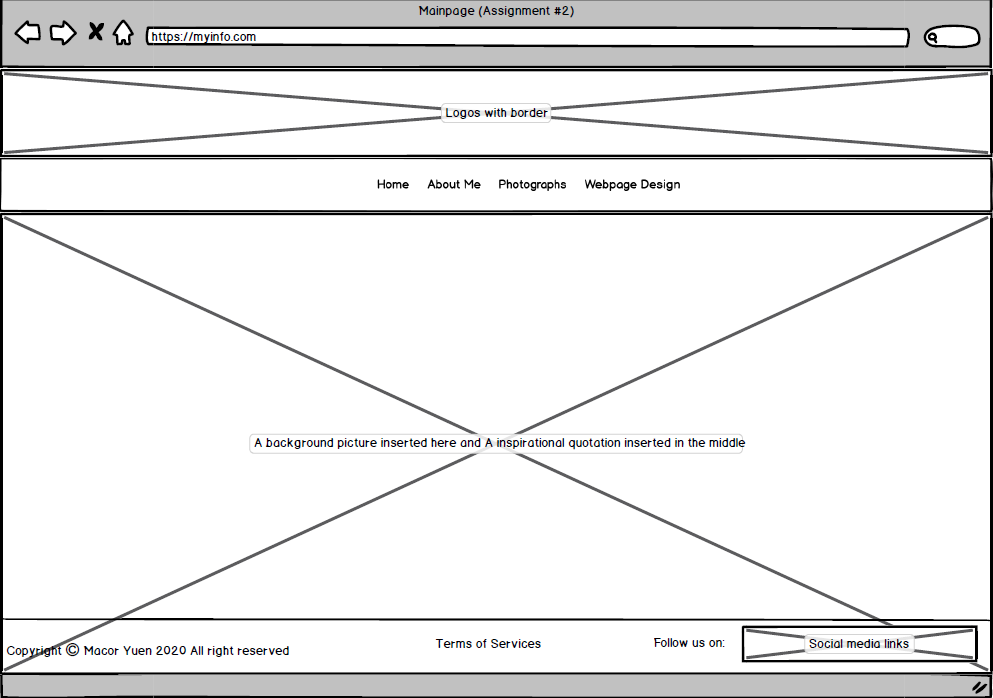 Mainpage (Assignment #2)
https://myinfo.com
Logos with border
Home About Me Photographs Webpage Design
A background picture inserted here and A inspirational quotation inserted in the middle
Copyright © Macor Yuen 2020 All right reserved
Terms of Services
Follow us on:
Social media links